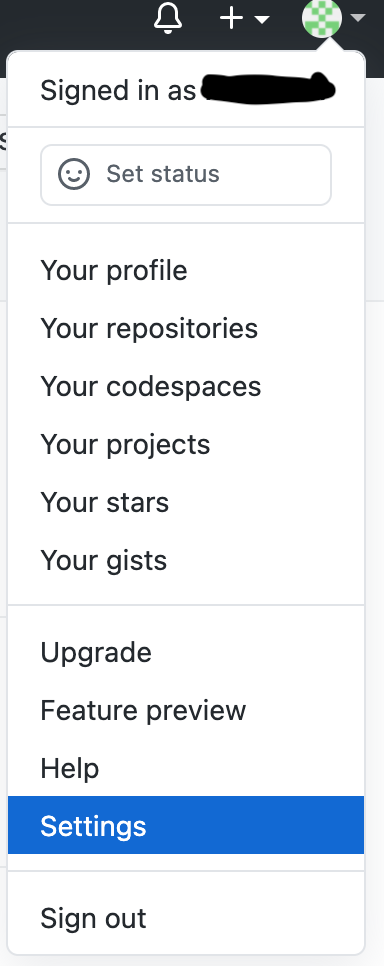 Signed in as
Set status
Your profile
Your repositories
Your codespaces
Your projects
Your stars
Your gists
Upgrade
Feature preview
Help
Settings
Sign out